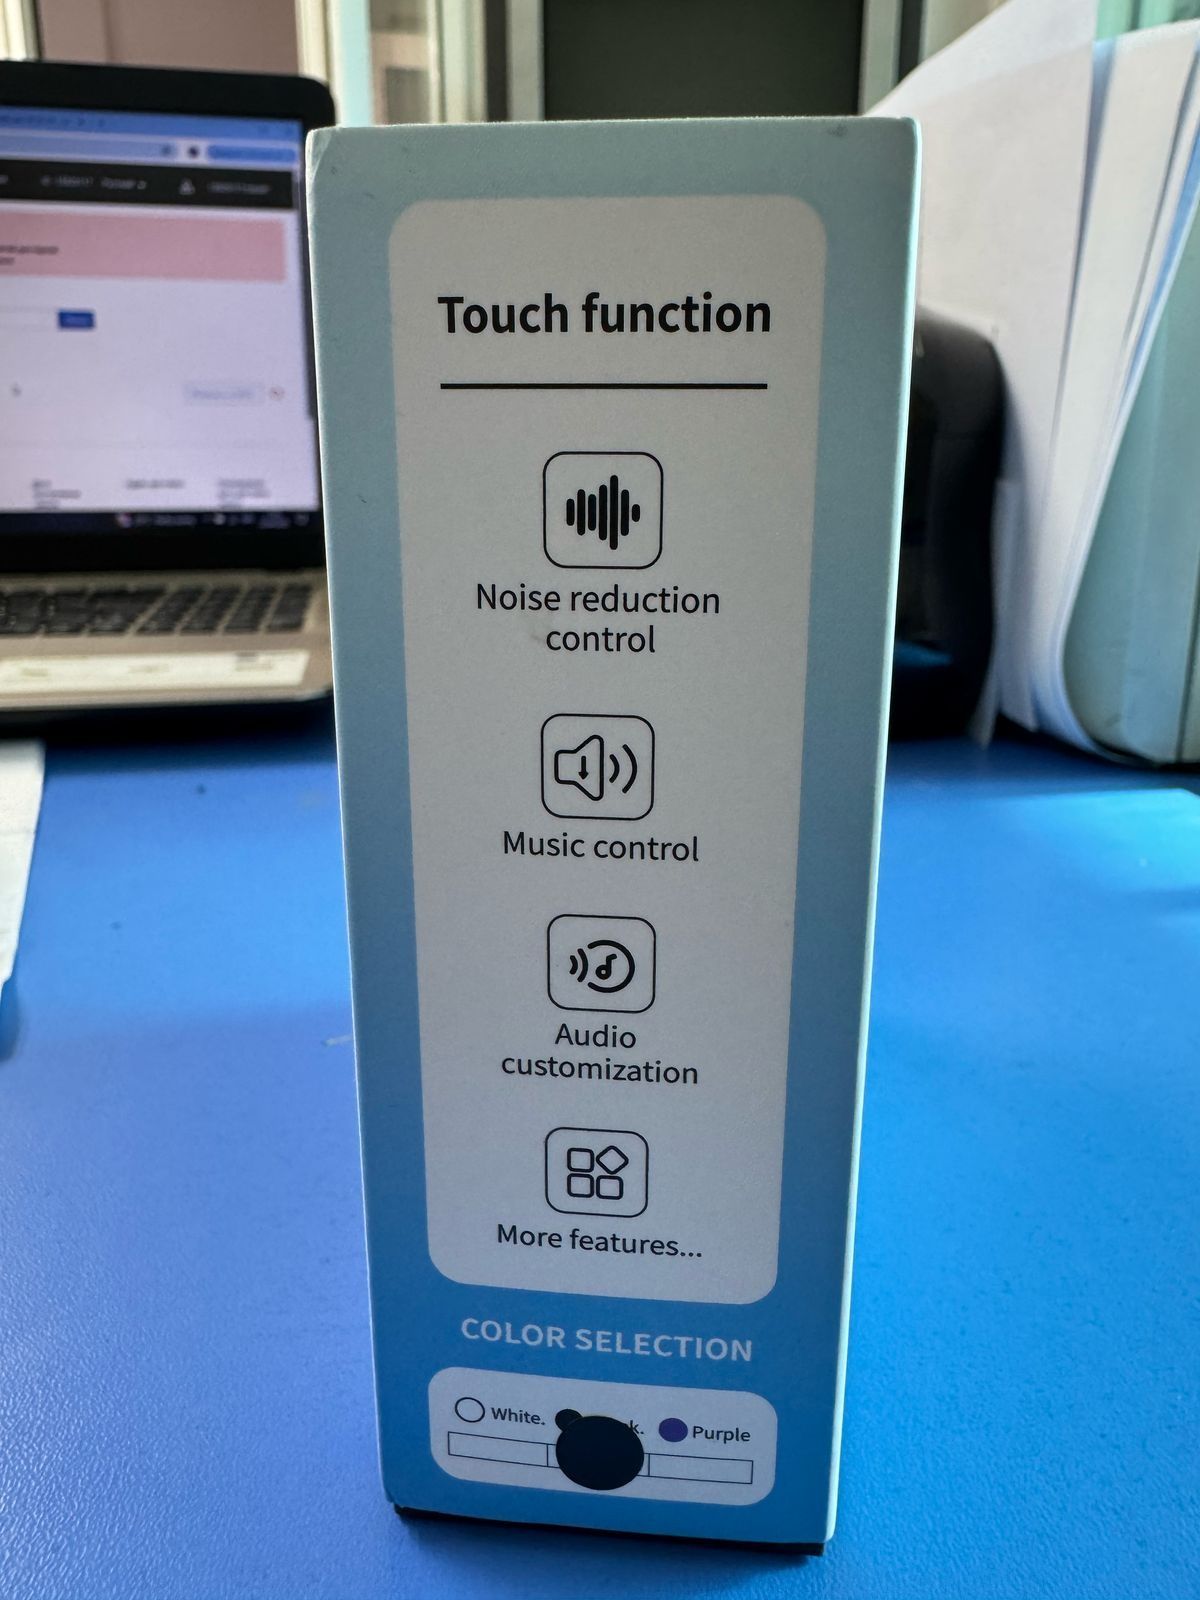 Touch function
Noise reduction
control
Music control
Audio
customization
More features...
COLOR SELECTION
White. k. Purple